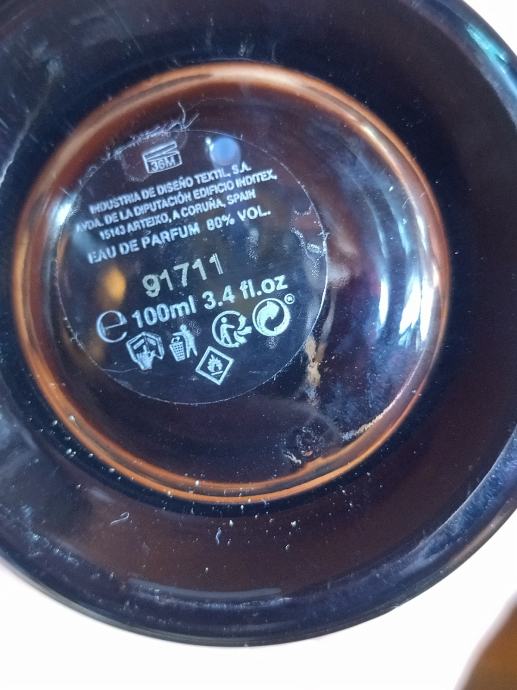 36M
INDUSTRIA DE DISEÑO TEXTIL, S.A.
AVDA. DE LA DIPUTACIÓN EDIFICIO INDITEX,
15143 ARTEIXO, A CORUÑA, SPAIN
EAU DE PARFUM 80% VOL.
91711
℮ 100ml 3.4 fl.oz
®